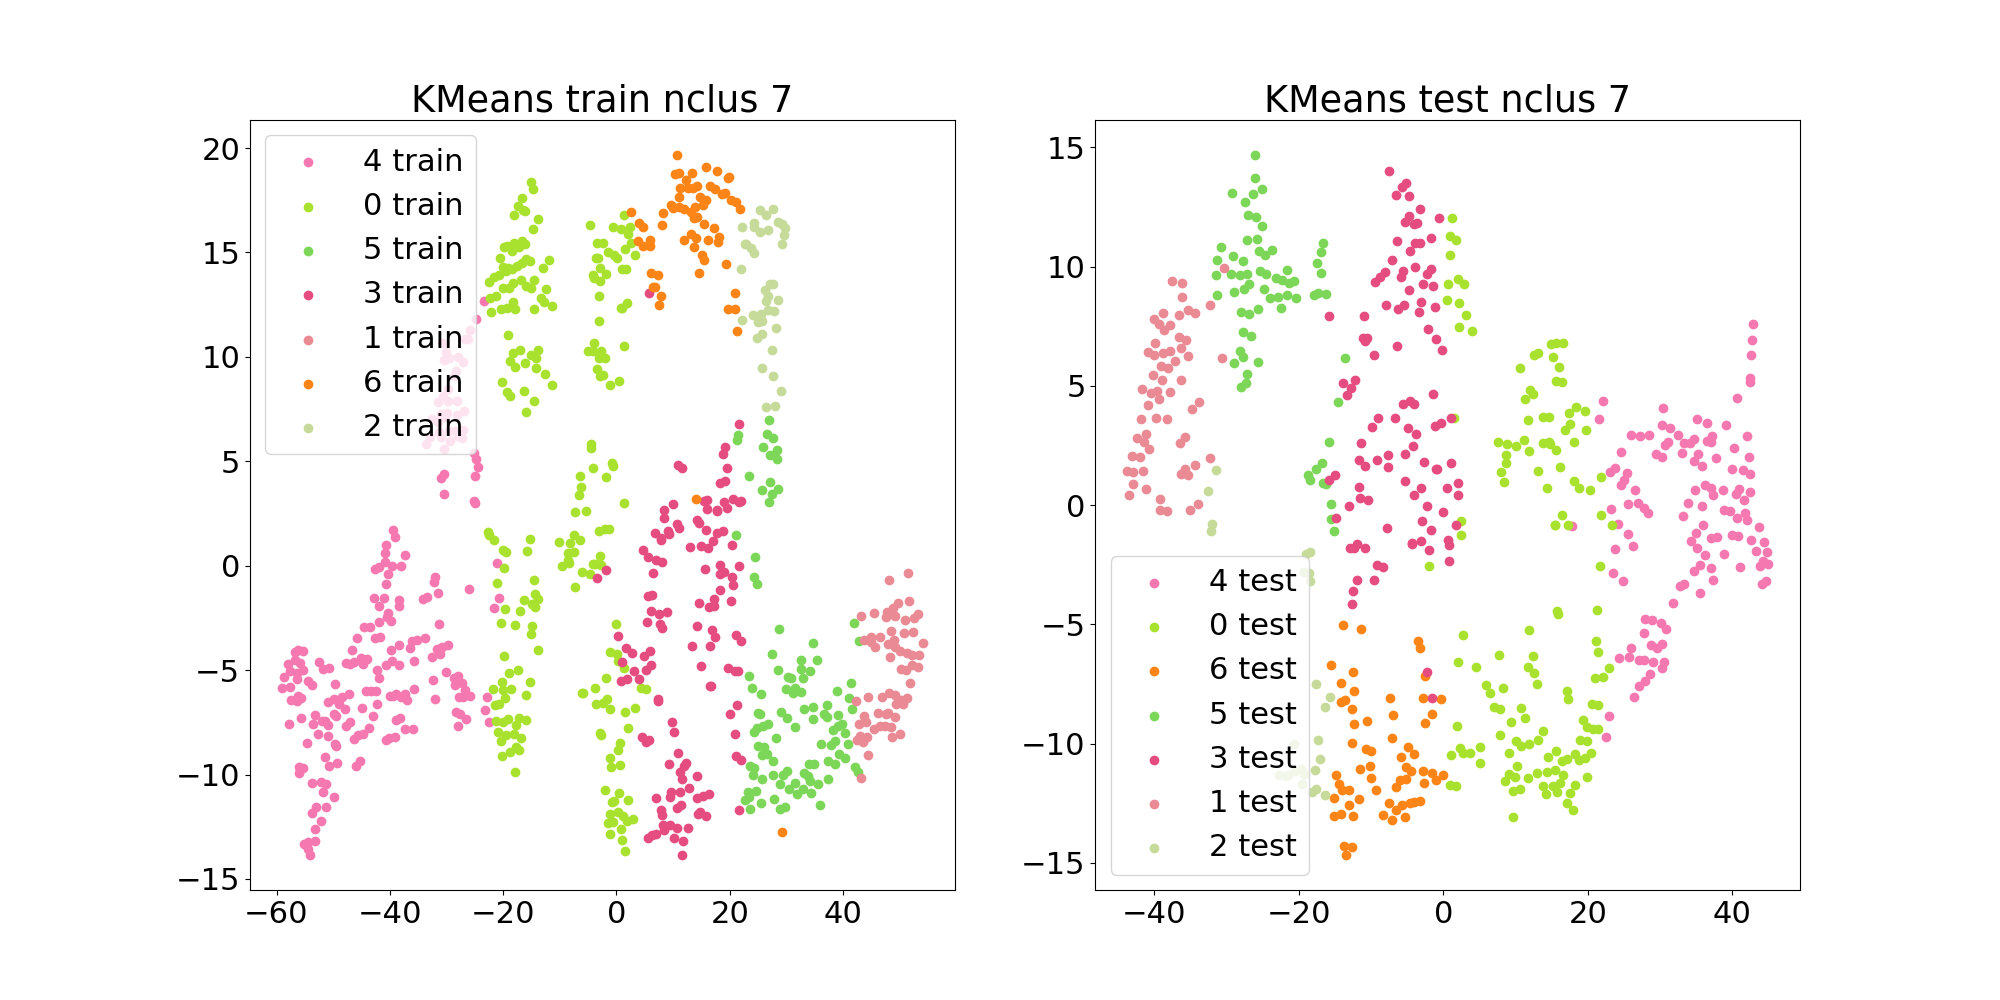 KMeans train nclus 7
20
15
10
5
0
−5
−10
−15
−60
−40
−20
0
20
40
4 train
0 train
5 train
3 train
1 train
6 train
2 train
KMeans test nclus 7
15
10
5
0
−5
−10
−15
−40
−20
0
20
40
4 test
0 test
6 test
5 test
3 test
1 test
2 test